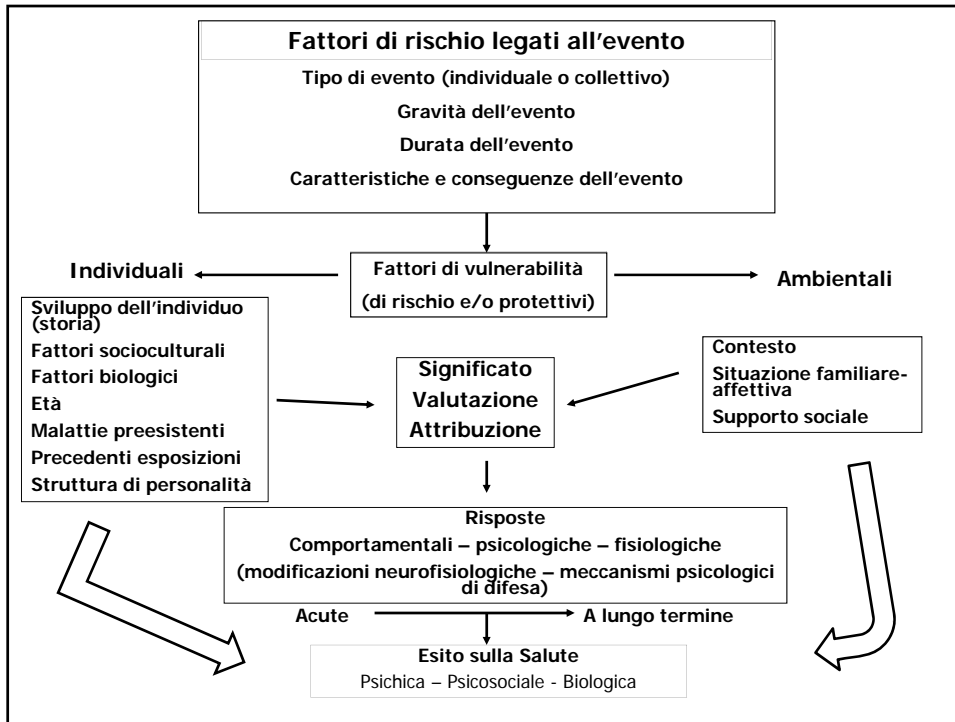 Fattori di rischio legati all'evento
Tipo di evento (individuale o collettivo)
Gravità dell'evento
Durata dell'evento
Caratteristiche e conseguenze dell'evento
Individuali
Fattori di vulnerabilità
(di rischio e/o protettivi)
Ambientali
Sviluppo dell'individuo
(storia)
Fattori socioculturali
Fattori biologici
Età
Malattie preesistenti
Precedenti esposizioni
Struttura di personalità
Significato
Valutazione
Attribuzione
Contesto
Situazione familiare-
affettiva
Supporto sociale
Risposte
Comportamentali – psicologiche – fisiologiche
(modificazioni neurofisiologiche – meccanismi psicologici
di difesa)
Acute
A lungo termine
Esito sulla Salute
Psichica – Psicosociale - Biologica